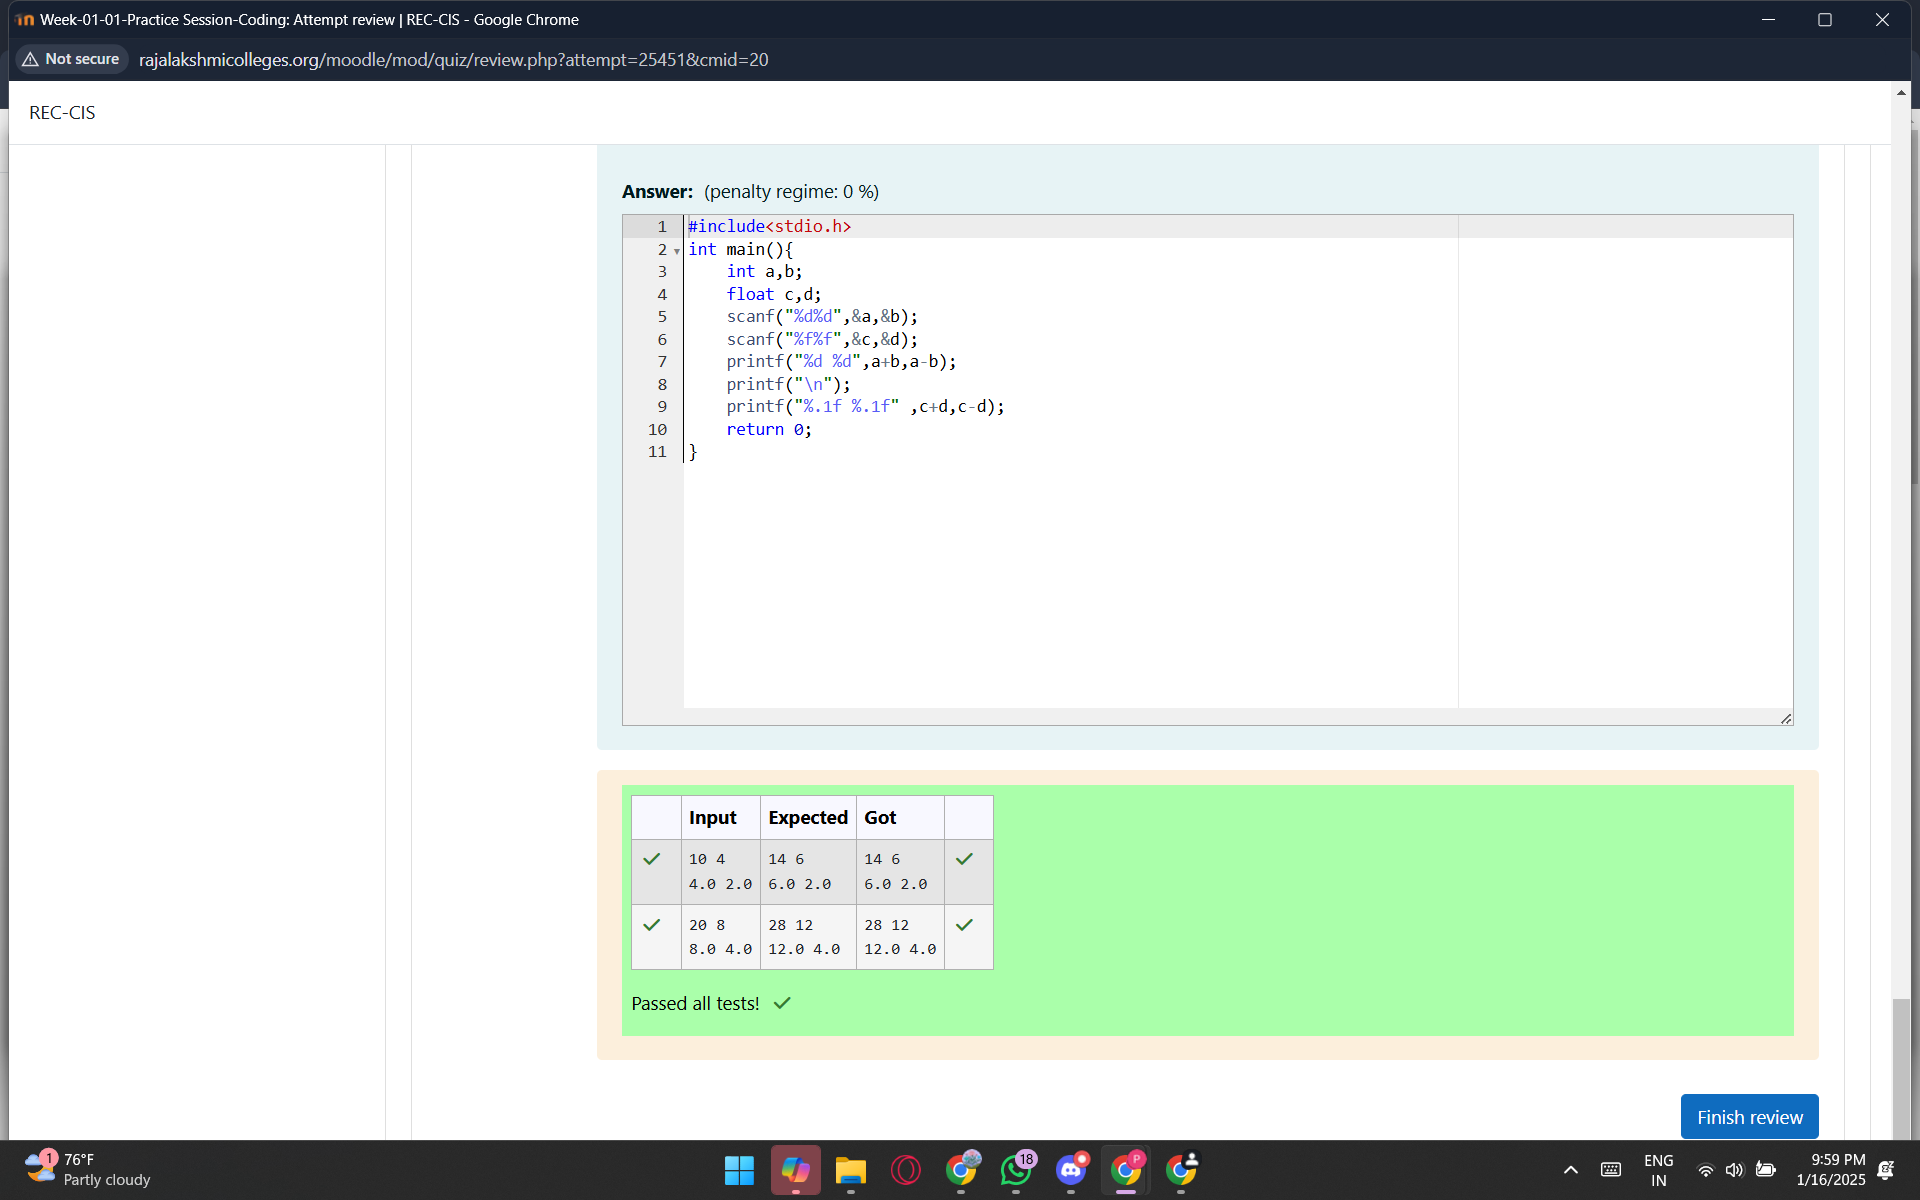 Week-01-01-Practice Session-Coding: Attempt review | REC-CIS - Google Chrome
Not secure rajalakshmicolleges.org/moodle/mod/quiz/review.php?attempt=25451&cmid=20
REC-CIS
Answer: (penalty regime: 0 %)
1 #include<stdio.h>
2 int main(){
3 int a,b;
4 float c,d;
5 scanf("%d%d",&a,&b);
6 scanf("%f%f",&c,&d);
7 printf("%d %d",a+b,a-b);
8 printf("\n");
9 printf("%.1f %.1f" ,c+d,c-d);
10 return 0;
11 }
Input Expected Got
10 4 14 6 14 6
4.0 2.0 6.0 2.0 6.0 2.0
20 8 28 12 28 12
8.0 4.0 12.0 4.0 12.0 4.0
Passed all tests!
Finish review
1
76°F
Partly cloudy
18
P
ENG
IN
9:59 PM
1/16/2025